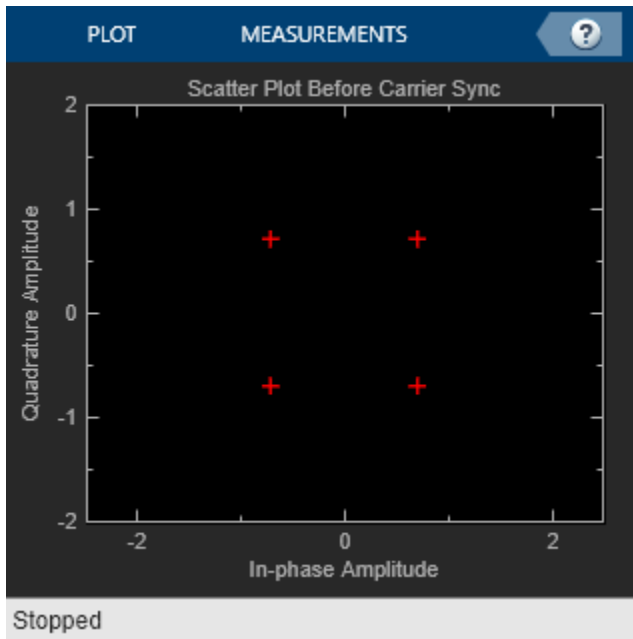 PLOT MEASUREMENTS ?
Scatter Plot Before Carrier Sync
2
1
0
-1
-2
Quadrature Amplitude
-2 0 2
In-phase Amplitude
Stopped